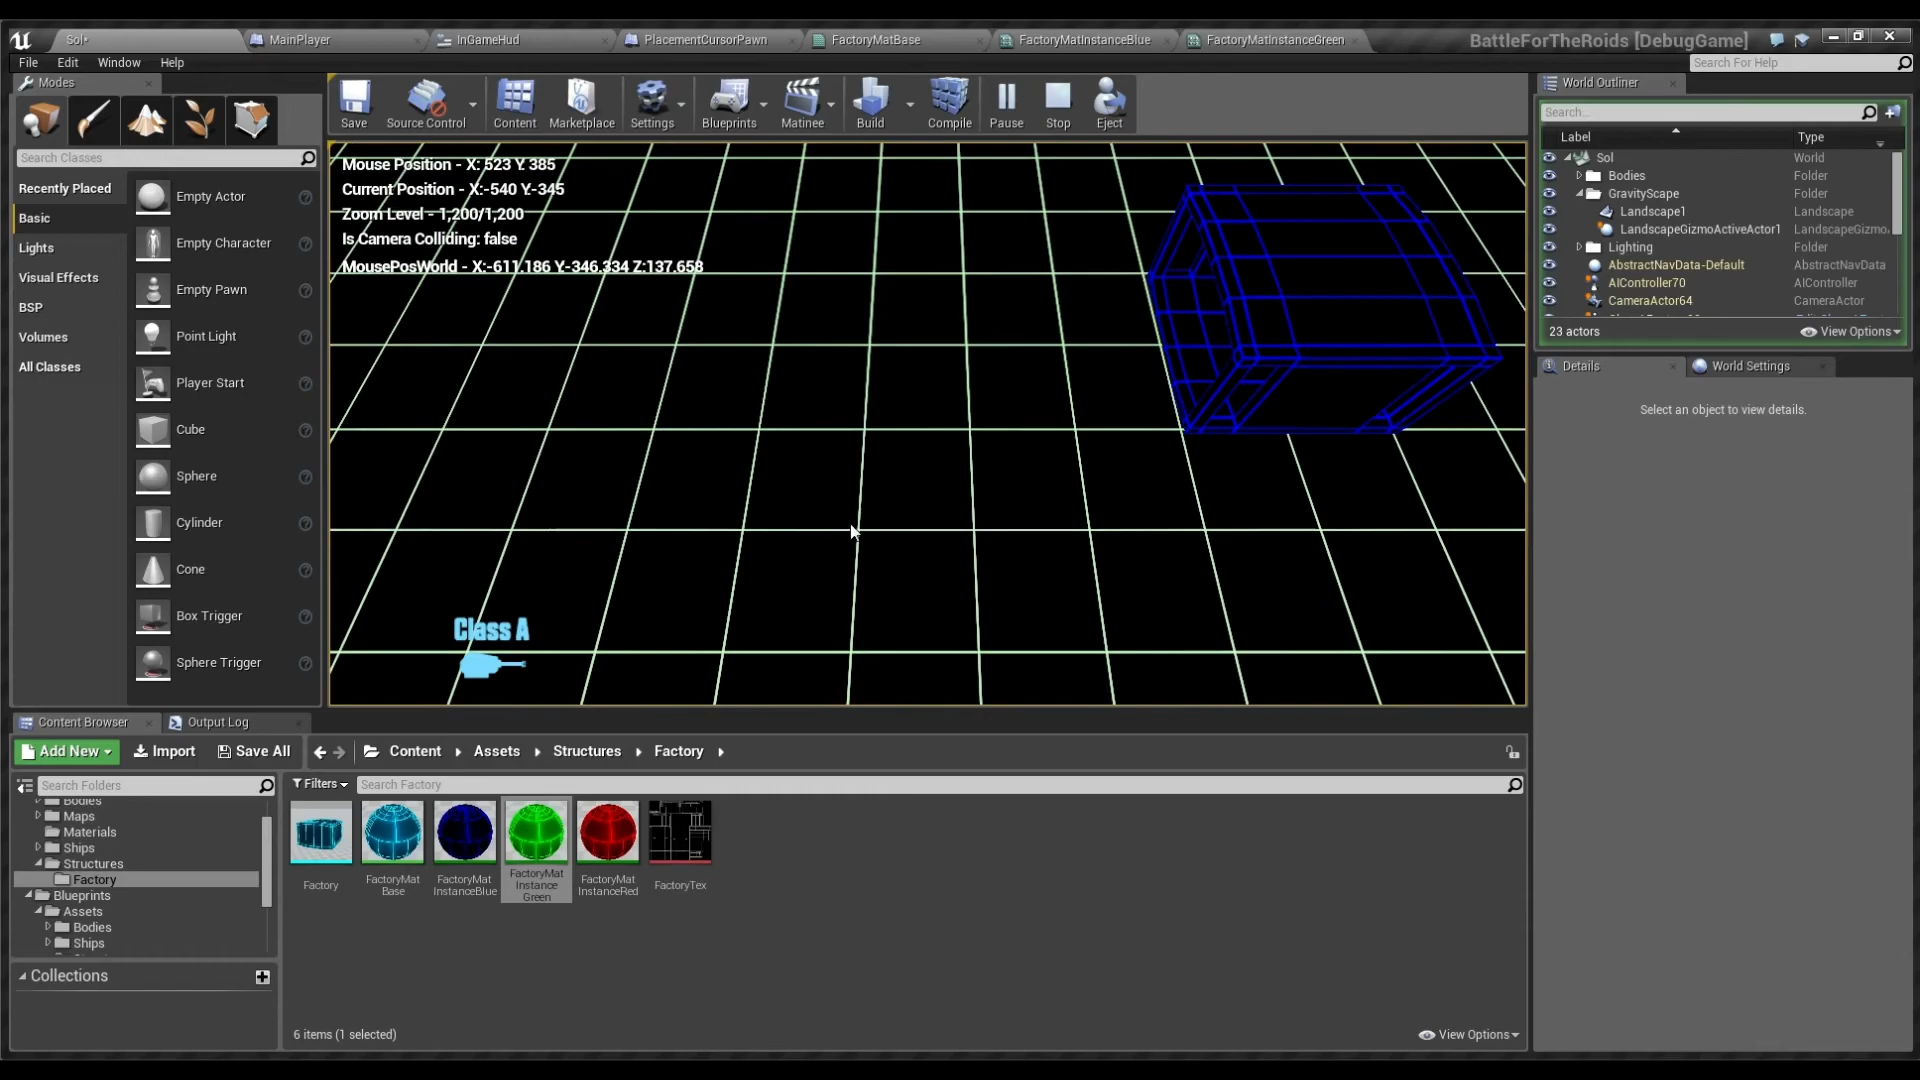 Sol•
MainPlayer
InGameHud
PlacementCursorPawn
FactoryMatBase
FactoryMatInstanceBlue
FactoryMatInstanceGreen
BattleForTheRoids [DebugGame]
File Edit Window Help
Search For Help
Modes
Save
Source Control
Content
Marketplace
Settings
Blueprints
Matinee
Build
Compile
Pause
Stop
Eject
World Outliner
Search...
Label
Type
Sol World
Bodies Folder
GravityScape Folder
Landscape1 Landscape
LandscapeGizmoActiveActor1 LandscapeGizmo
Lighting Folder
AbstractNavData-Default AbstractNavData
AIController70 AIController
CameraActor64 CameraActor
23 actors
View Options
Details
World Settings
Select an object to view details.
Search Classes
Recently Placed
Basic
Lights
Visual Effects
BSP
Volumes
All Classes
Empty Actor
Empty Character
Empty Pawn
Point Light
Player Start
Cube
Sphere
Cylinder
Cone
Box Trigger
Sphere Trigger
Mouse Position - X: 523 Y: 385
Current Position - X:-540 Y-345
Zoom Level - 1,200/1,200
Is Camera Colliding: false
MousePosWorld - X:-611.186 Y-346.334 Z:137.658
Class A
Content Browser
Output Log
Add New
Import
Save All
Content
Assets
Structures
Factory
Search Folders
Bodies
Maps
Materials
Ships
Structures
Factory
Blueprints
Assets
Bodies
Ships
Collections
Filters
Search Factory
Factory
FactoryMat
Base
FactoryMat
InstanceBlue
FactoryMat
Instance
Green
FactoryMat
InstanceRed
FactoryTex
6 items (1 selected)
View Options